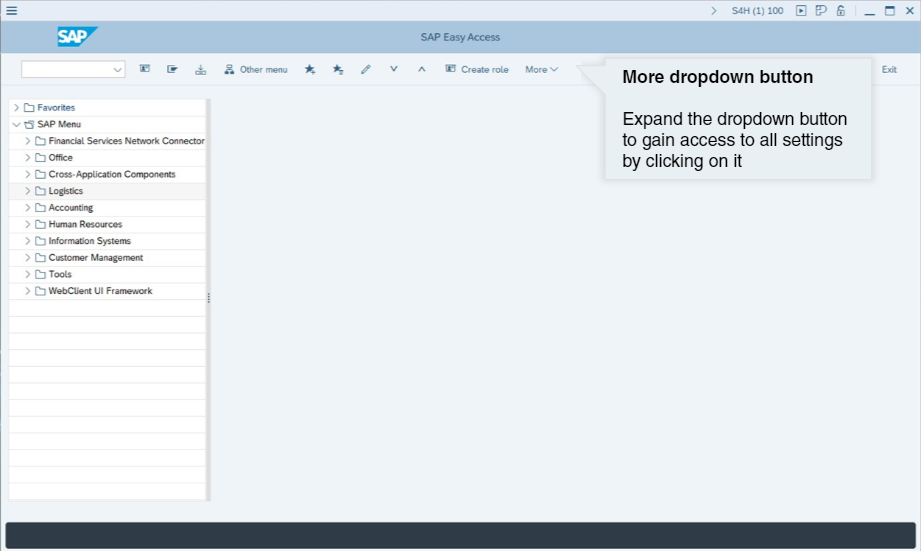 S4H (1) 100
SAP
SAP Easy Access
Other menu
Create role
More
Exit
More dropdown button
Expand the dropdown button
to gain access to all settings
by clicking on it
Favorites
SAP Menu
Financial Services Network Connector
Office
Cross-Application Components
Logistics
Accounting
Human Resources
Information Systems
Customer Management
Tools
WebClient UI Framework